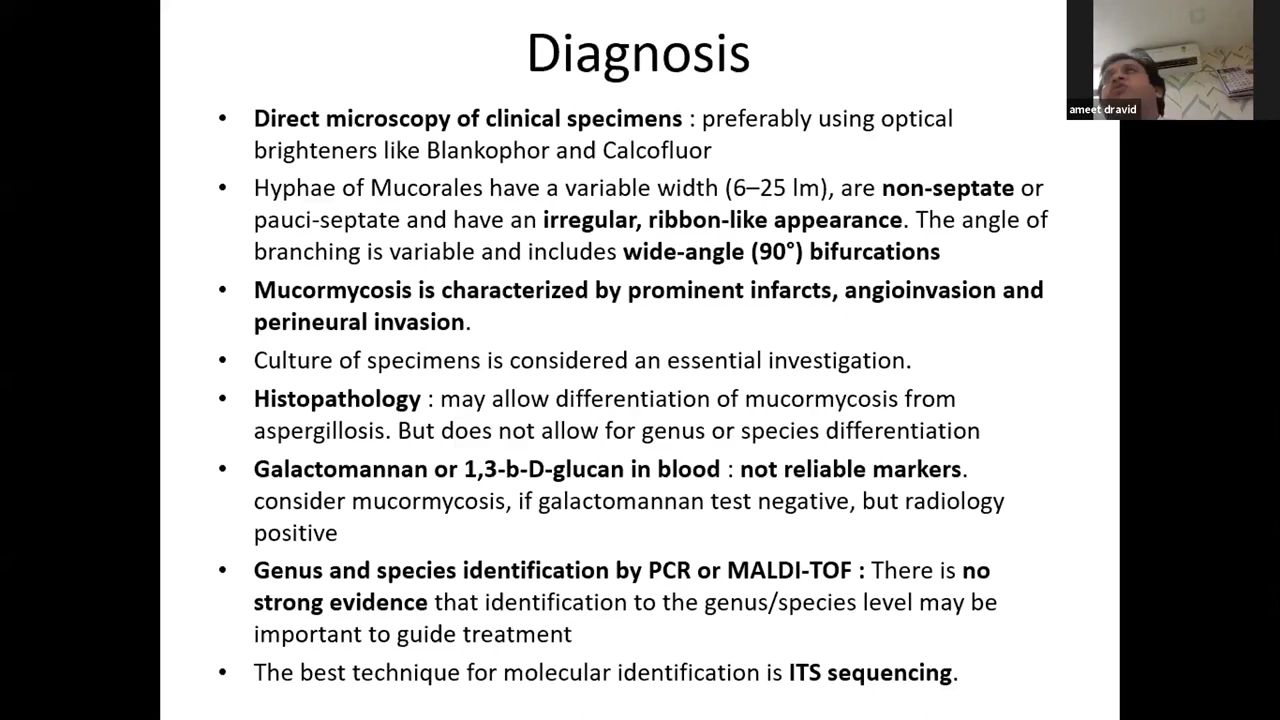 Diagnosis
ameet dravid
• Direct microscopy of clinical specimens : preferably using optical
brighteners like Blankophor and Calcofluor
• Hyphae of Mucorales have a variable width (6–25 lm), are non-septate or
pauci-septate and have an irregular, ribbon-like appearance. The angle of
branching is variable and includes wide-angle (90°) bifurcations
• Mucormycosis is characterized by prominent infarcts, angioinvasion and
perineural invasion.
• Culture of specimens is considered an essential investigation.
• Histopathology : may allow differentiation of mucormycosis from
aspergillosis. But does not allow for genus or species differentiation
• Galactomannan or 1,3-b-D-glucan in blood : not reliable markers.
consider mucormycosis, if galactomannan test negative, but radiology
positive
• Genus and species identification by PCR or MALDI-TOF : There is no
strong evidence that identification to the genus/species level may be
important to guide treatment
• The best technique for molecular identification is ITS sequencing.